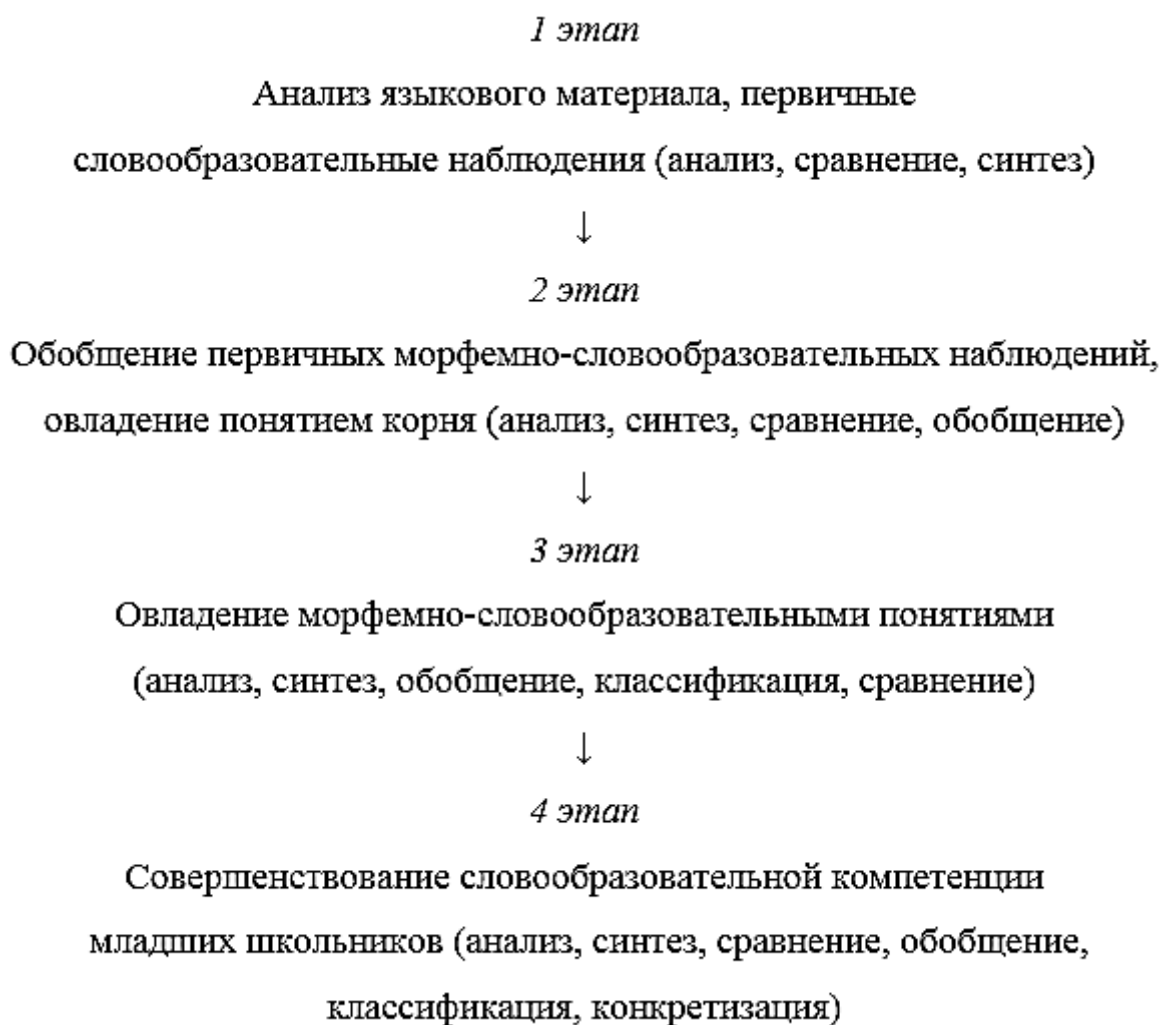 1 этап
Анализ языкового материала, первичные
словообразовательные наблюдения (анализ, сравнение, синтез)
↓
2 этап
Обобщение первичных морфемно-словообразовательных наблюдений,
овладение понятием корня (анализ, синтез, сравнение, обобщение)
↓
3 этап
Овладение морфемно-словообразовательными понятиями
(анализ, синтез, обобщение, классификация, сравнение)
↓
4 этап
Совершенствование словообразовательной компетенции
младших школьников (анализ, синтез, сравнение, обобщение,
классификация, конкретизация)